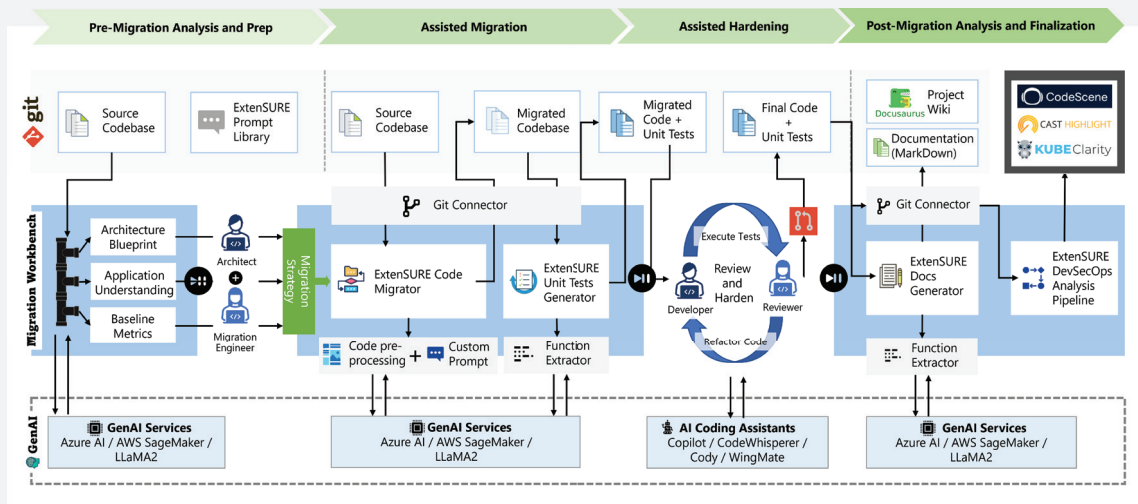 Pre-Migration Analysis and Prep
Assisted Migration
Assisted Hardening
Post-Migration Analysis and Finalization
git
Source
Codebase
ExtenSURE
Prompt
Library
Source
Codebase
Migrated
Codebase
Migrated
Code +
Unit Tests
Final Code
+
Unit Tests
Docusaurus
Project
Wiki
Documentation
(MarkDown)
CodeScene
CAST HIGHLIGHT
KUBEClarity
Git Connector
Git Connector
Migration Workbench
Architecture
Blueprint
Application
Understanding
Baseline
Metrics
Architect
+
Migration
Engineer
Migration
Strategy
ExtenSURE Code
Migrator
ExtenSURE
Unit Tests
Generator
Code pre-
processing
+
Custom
Prompt
Function
Extractor
Execute Tests
Review
and
Harden
Developer
Reviewer
Refactor Code
ExtenSURE
Docs
Generator
ExtenSURE
DevSecOps
Analysis
Pipeline
Function
Extractor
GenAI
GenAI Services
Azure AI / AWS SageMaker /
LLaMA2
GenAI Services
Azure AI / AWS SageMaker /
LLaMA2
AI Coding Assistants
Copilot / CodeWhisperer /
Cody / WingMate
GenAI Services
Azure AI / AWS SageMaker /
LLaMA2